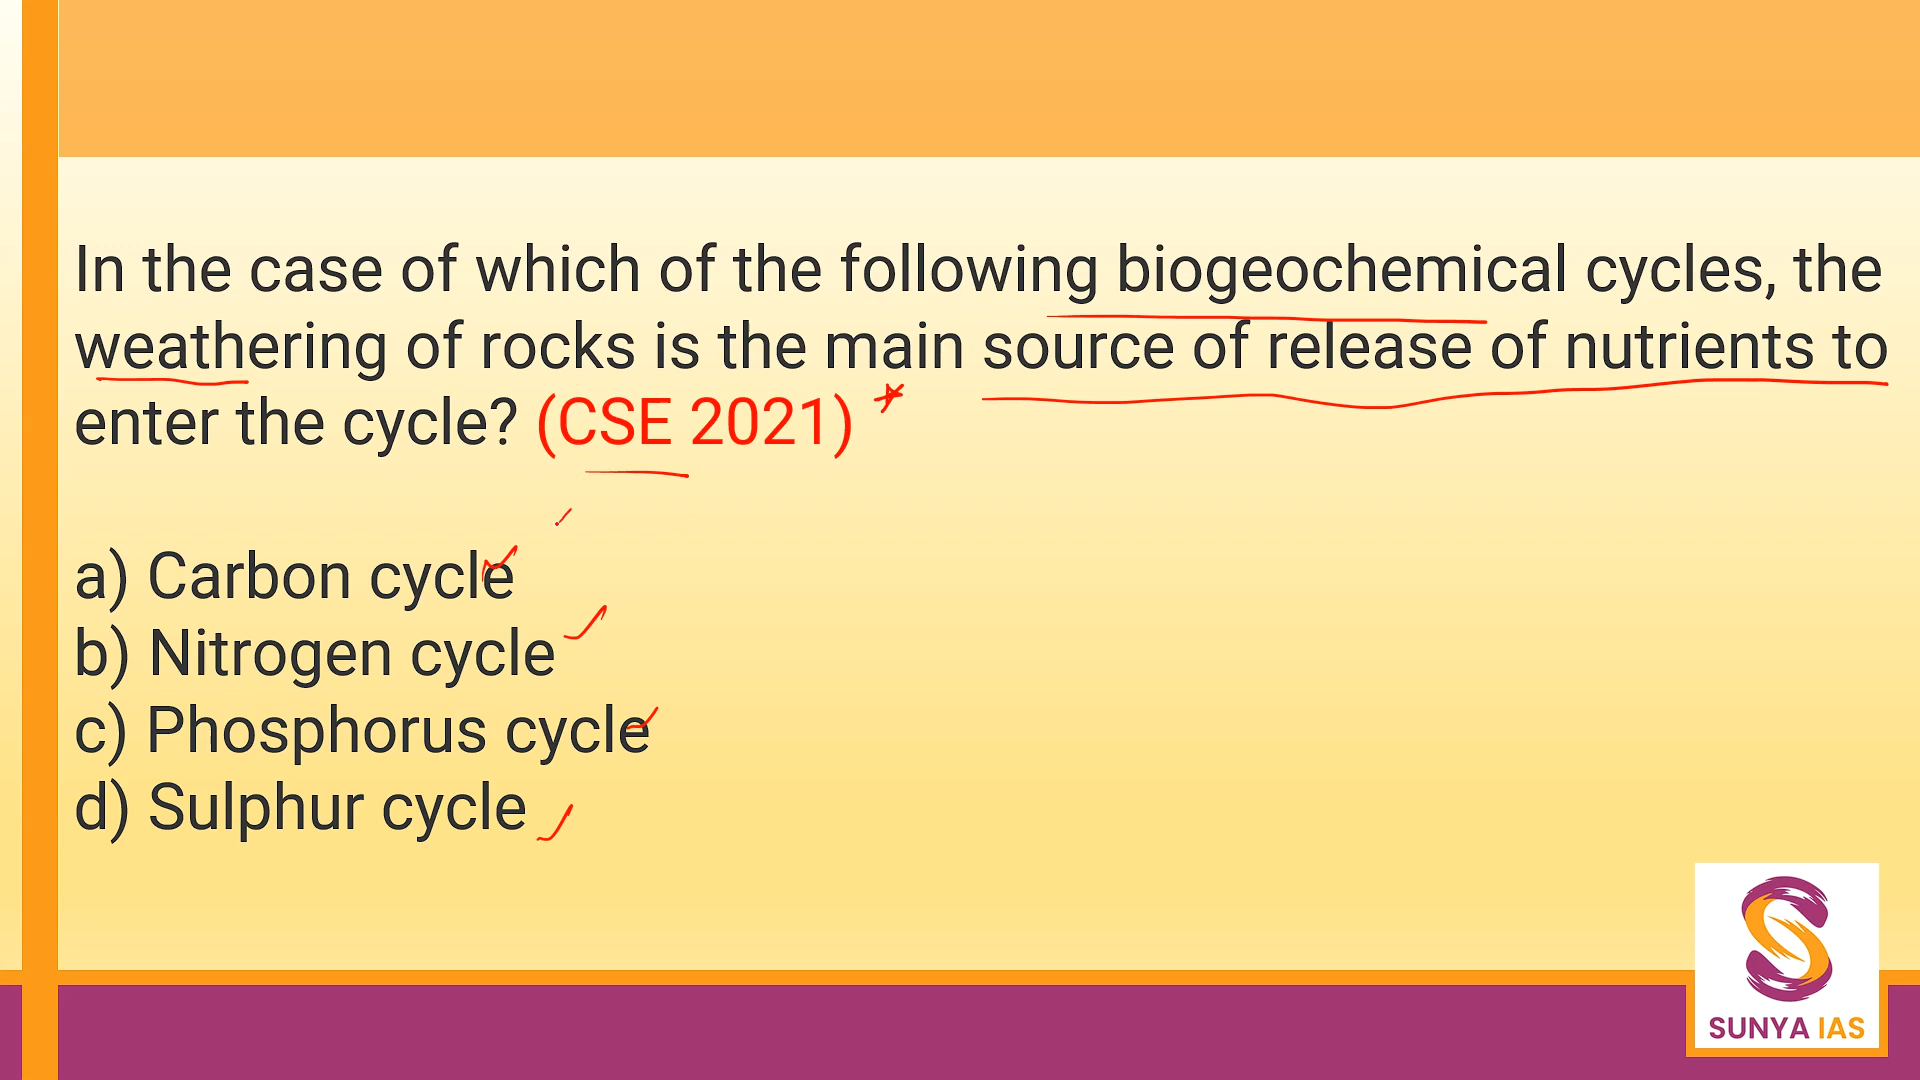 In the case of which of the following biogeochemical cycles, the
weathering of rocks is the main source of release of nutrients to
enter the cycle? (CSE 2021)
a) Carbon cycle
b) Nitrogen cycle
c) Phosphorus cycle
d) Sulphur cycle
SUNYA IAS